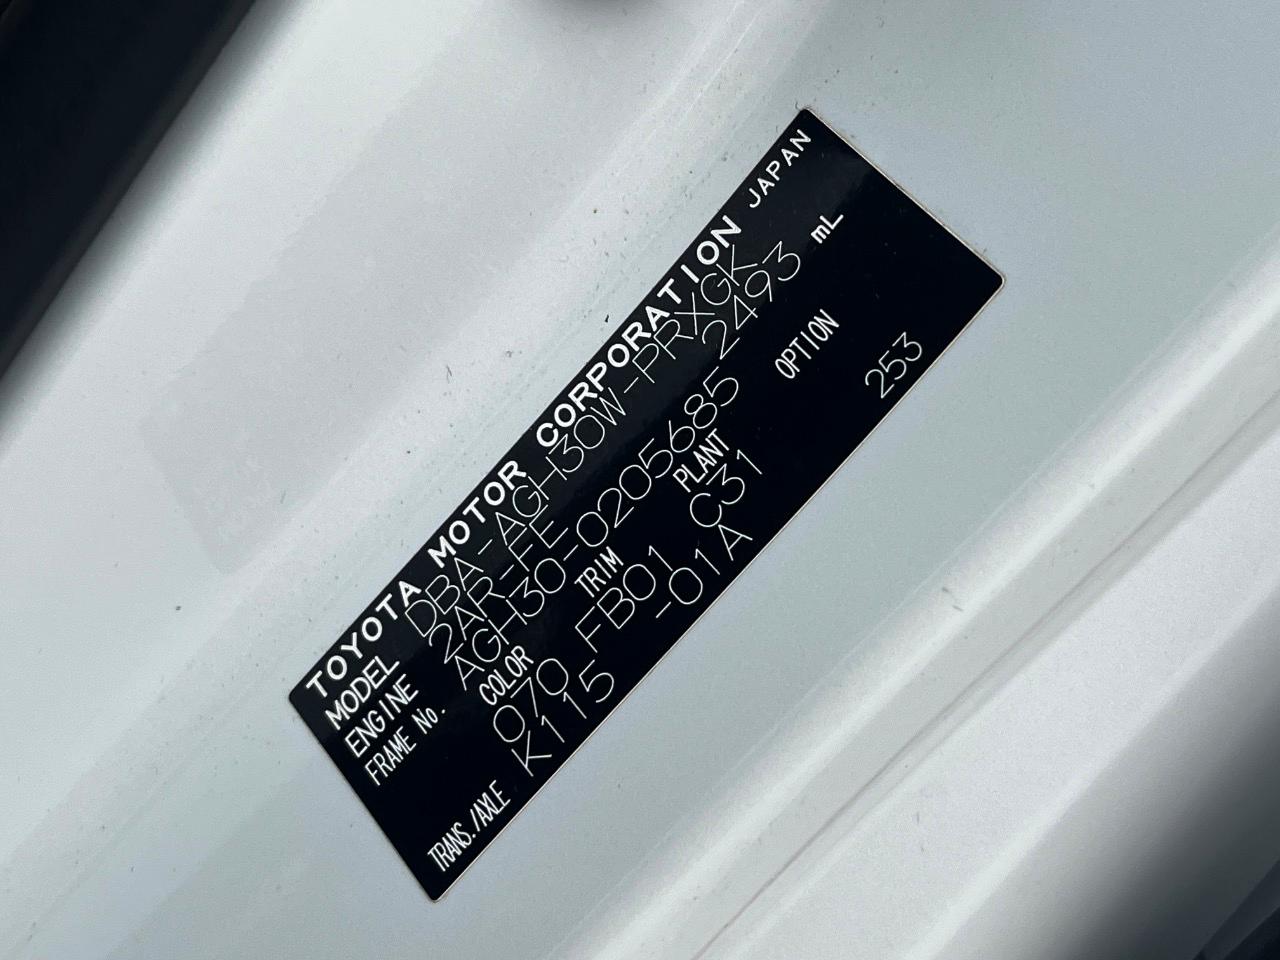 TOYOTA MOTOR CORPORATION JAPAN
MODEL DBA-AGH30W-PRXGK
ENGINE 2AR-FE 2493 mL
FRAME No. AGH30-0205685
COLOR TRIM PLANT OPTION
070 FB01 C31 253
TRANS./AXLE K115 -01A